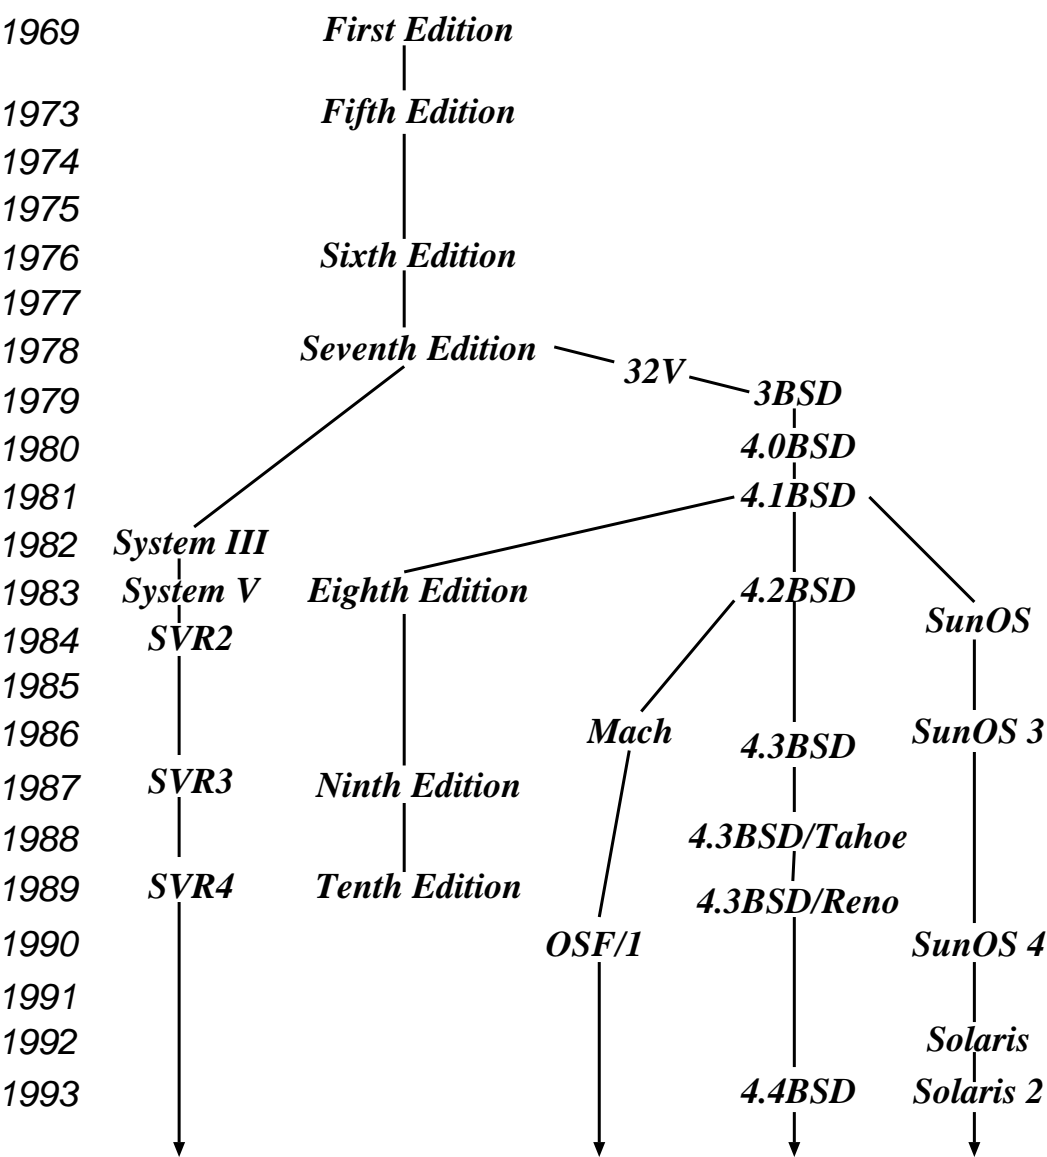 1969 First Edition
1973 Fifth Edition
1974
1975
1976 Sixth Edition
1977
1978 Seventh Edition
32V
1979 3BSD
1980 4.0BSD
1981 4.1BSD
1982 System III
1983 System V Eighth Edition 4.2BSD
SunOS
1984 SVR2
1985
1986 Mach 4.3BSD SunOS 3
1987 SVR3 Ninth Edition
1988 4.3BSD/Tahoe
1989 SVR4 Tenth Edition 4.3BSD/Reno
1990 OSF/1 SunOS 4
1991
1992 Solaris
1993 4.4BSD Solaris 2